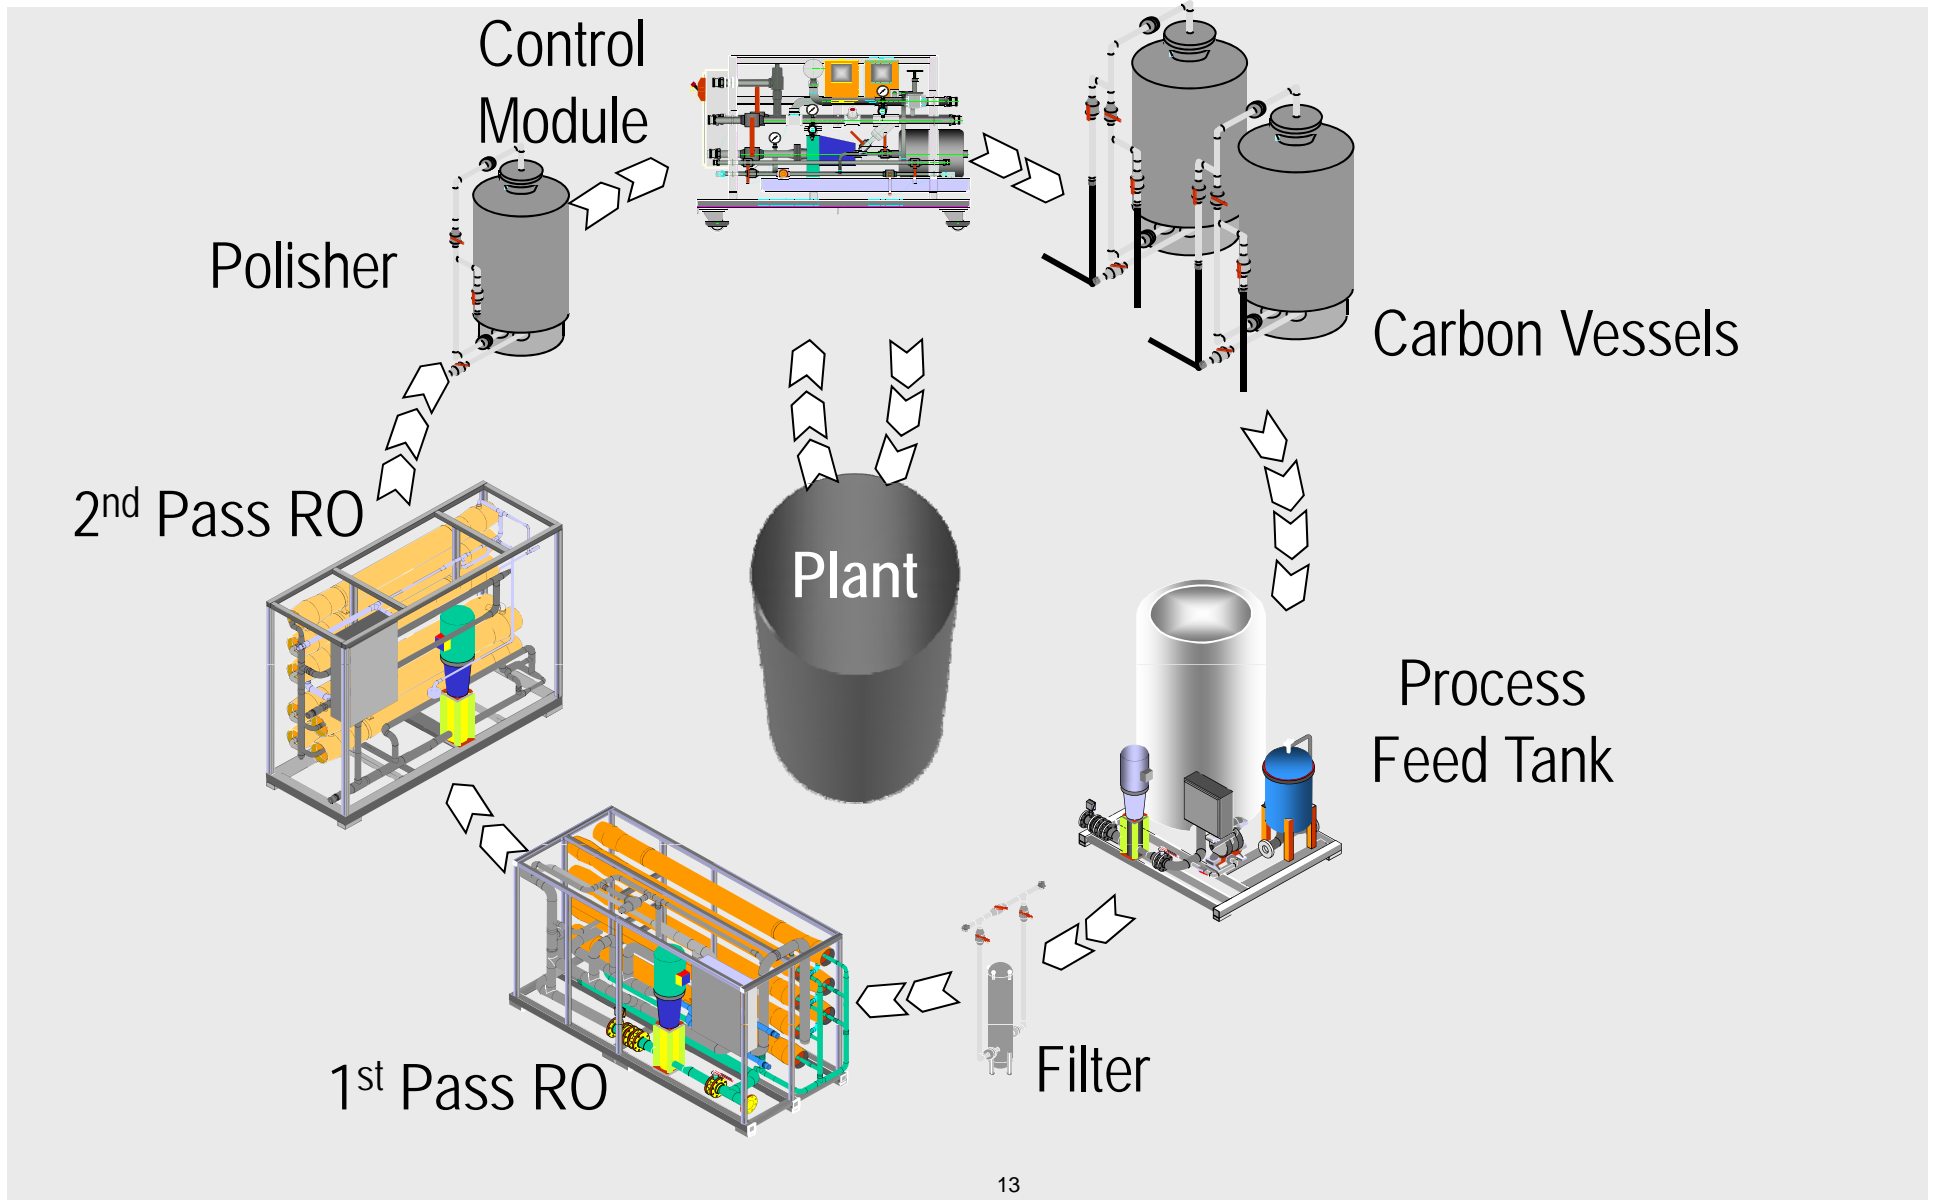 Control
Module
Polisher
Carbon Vessels
2nd Pass RO
Plant
Process
Feed Tank
1st Pass RO
Filter
13